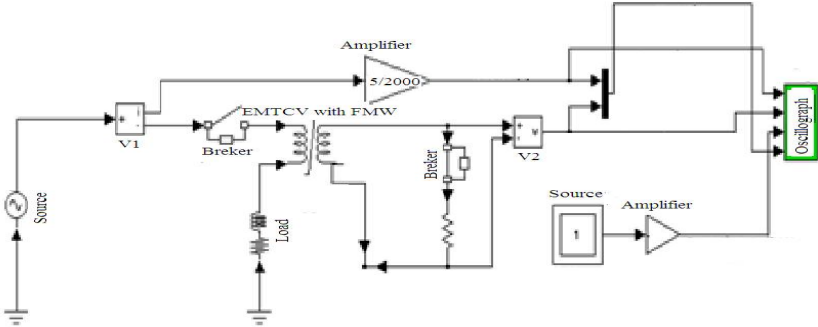 Amplifier
5/2000
EMTCV with FMW
+
-
i
V1
Breker
+
-
v
V2
Breker
Oscillograph
Source
Load
Source
1
Amplifier